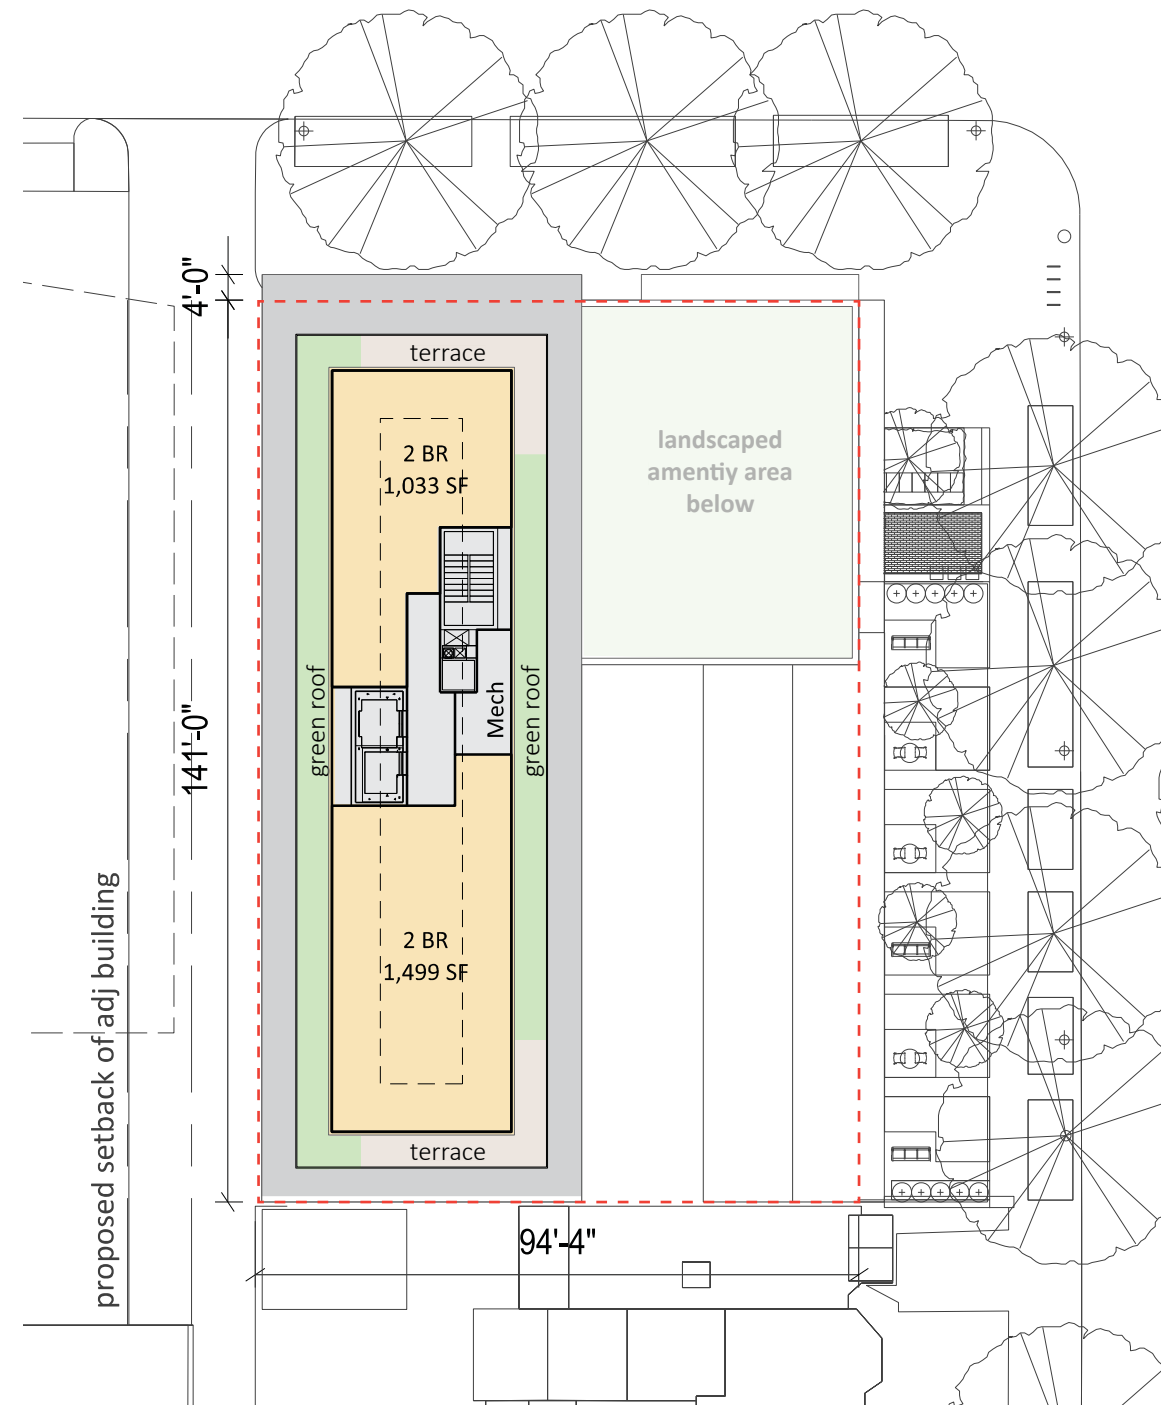 4'-0"
terrace
2 BR
1,033 SF
landscaped
amentiy area
below
green roof
Mech
green roof
141'-0"
2 BR
1,499 SF
proposed setback of adj building
terrace
94'-4"